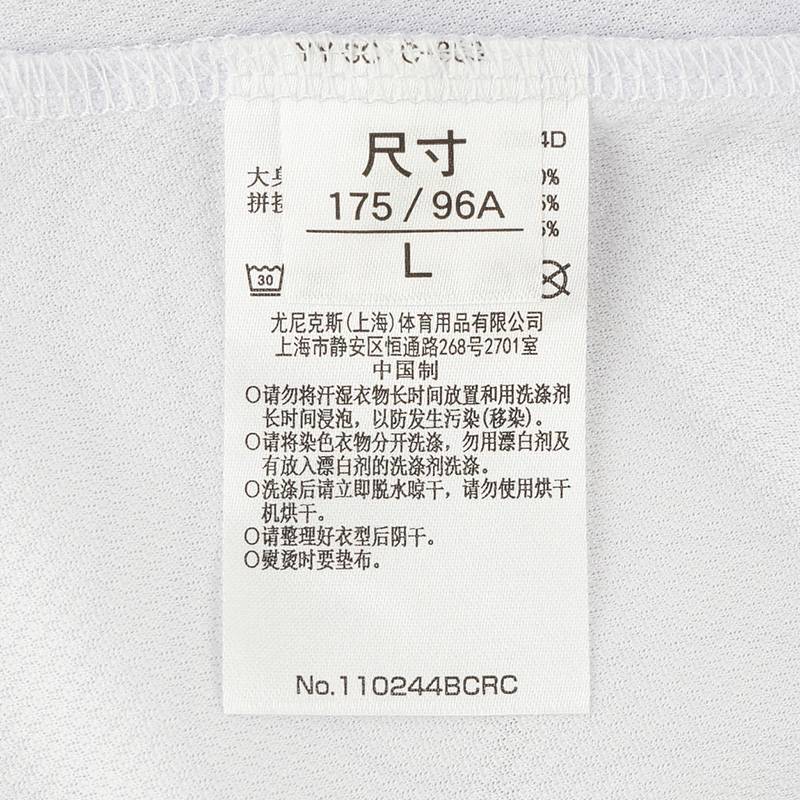 尺寸
175 / 96A
L
4D
大
拼接
0%
5%
5%
30
尤尼克斯(上海)体育用品有限公司
上海市静安区恒通路268号2701室
中国制
○请勿将汗湿衣物长时间放置和用洗涤剂
长时间浸泡，以防发生污染(移染)。
○请将染色衣物分开洗涤，勿用漂白剂及
有放入漂白剂的洗涤剂洗涤。
○洗涤后请立即脱水晾干，请勿使用烘干
机烘干。
○请整理好衣型后阴干。
○熨烫时要垫布。
No.110244BCRC